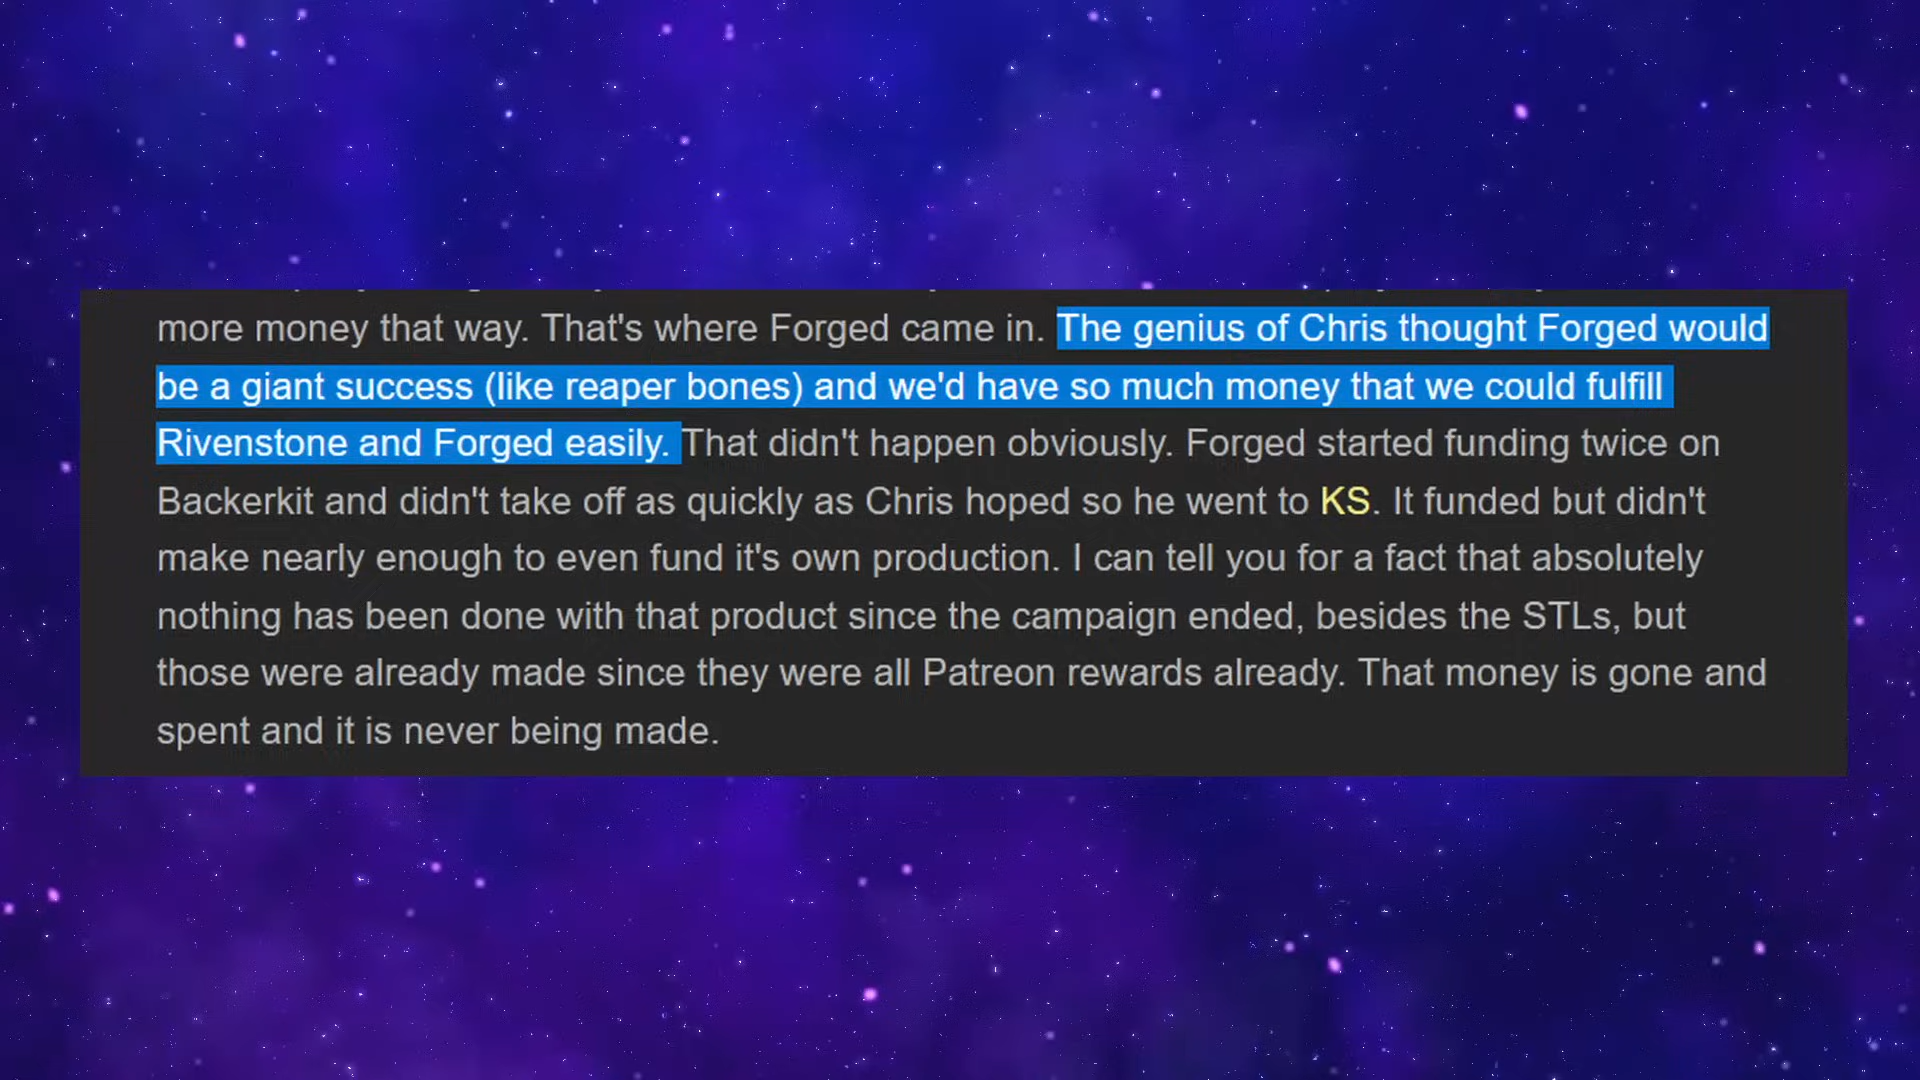 more money that way. That's where Forged came in. The genius of Chris thought Forged would
be a giant success (like reaper bones) and we'd have so much money that we could fulfill
Rivenstone and Forged easily. That didn't happen obviously. Forged started funding twice on
Backerkit and didn't take off as quickly as Chris hoped so he went to KS. It funded but didn't
make nearly enough to even fund it's own production. I can tell you for a fact that absolutely
nothing has been done with that product since the campaign ended, besides the STLs, but
those were already made since they were all Patreon rewards already. That money is gone and
spent and it is never being made.